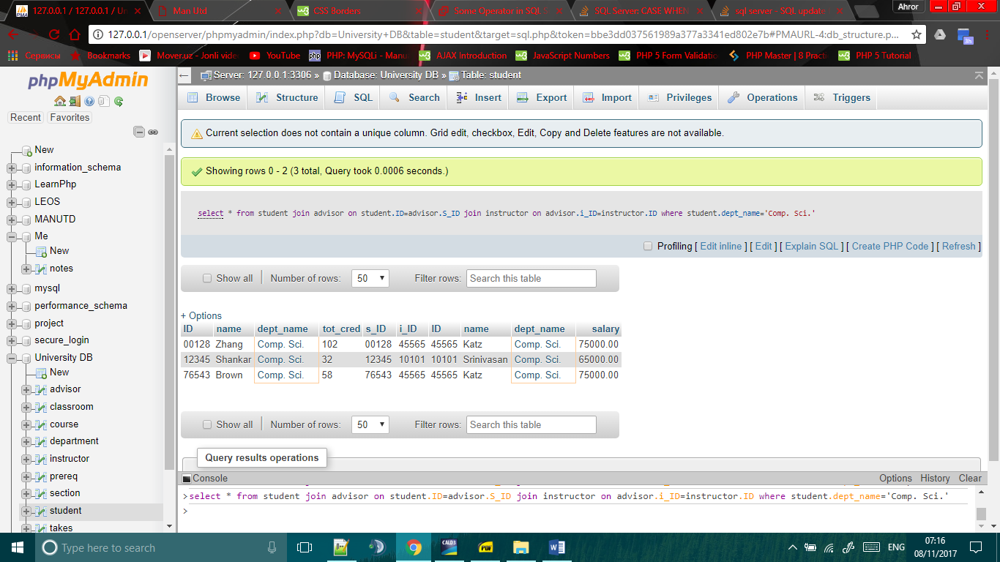 127.0.0.1 / 127.0.0.1 / Un
Man Utd
CSS Borders
Some Operator in SQL S
SQL Server: CASE WHEN
sql server - SQL update
Ahror
127.0.0.1/openserver/phpmyadmin/index.php?db=University+DB&table=student&target=sql.php&token=bbe3dd037561989a377a3341ed802e7b#PMAURL-4:db_structure.p...
3h
Сервисы
Bookmarks
Mover.uz - Jonli vide
YouTube
php PHP: MySQLi - Manu
AJAX Introduction
JavaScript Numbers
PHP 5 Form Validatio
PHP Master | 8 Practi
PHP 5 Tutorial
phpMyAdmin
Recent Favorites
New
information_schema
LearnPhp
LEOS
MANUTD
Me
New
notes
mysql
performance_schema
project
secure_login
University DB
New
advisor
classroom
course
department
instructor
prereq
section
student
takes
Server: 127.0.0.1:3306 » Database: University DB » Table: student
Browse Structure SQL Search Insert Export Import Privileges Operations Triggers
Current selection does not contain a unique column. Grid edit, checkbox, Edit, Copy and Delete features are not available.
Showing rows 0 - 2 (3 total, Query took 0.0006 seconds.)
select * from student join advisor on student.ID=advisor.S_ID join instructor on advisor.i_ID=instructor.ID where student.dept_name='Comp. Sci.'
Profiling [ Edit inline ] [ Edit ] [ Explain SQL ] [ Create PHP Code ] [ Refresh ]
Show all | Number of rows: 50 Filter rows: Search this table
+ Options
ID name dept_name tot_cred s_ID i_ID ID name dept_name salary
00128 Zhang Comp. Sci. 102 00128 45565 45565 Katz Comp. Sci. 75000.00
12345 Shankar Comp. Sci. 32 12345 10101 10101 Srinivasan Comp. Sci. 65000.00
76543 Brown Comp. Sci. 58 76543 45565 45565 Katz Comp. Sci. 75000.00
Show all | Number of rows: 50 Filter rows: Search this table
Query results operations
Console Options History Clear
>select * from student join advisor on student.ID=advisor.S_ID join instructor on advisor.i_ID=instructor.ID where student.dept_name='Comp. Sci.'
>
Type here to search
CALD3
PDF
ENG
07:16
08/11/2017